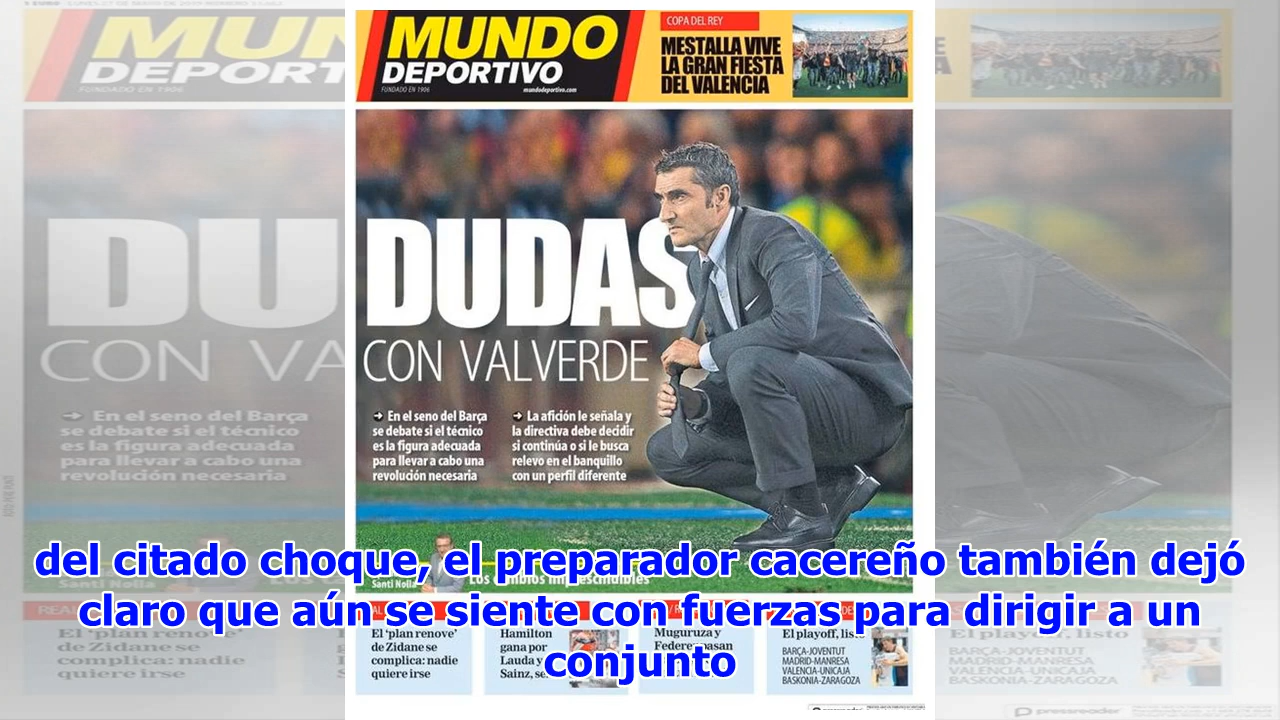 MUNDO
DEPORTIVO
FUNDADO EN 1906
mundodeportivo.com
COPA DEL REY
MESTALLA VIVE
LA GRAN FIESTA
DEL VALENCIA
DUDAS
CON VALVERDE
→ En el seno del Barça
se debate si el técnico
es la figura adecuada
para llevar a cabo una
revolución necesaria
→ La afición le señala y
la directiva debe decidir
si continúa o si le busca
relevo en el banquillo
con un perfil diferente
Santi Nolla
del citado choque, el preparador cacereño también dejó
claro que aún se siente con fuerzas para dirigir a un
conjunto
El 'plan renove'
de Zidane se
complica: nadie
quiere irse
Hamilton
gana por
Lauda y
Sainz,
Muguruza y
Federer pasan
El playoff, listo
BARÇA-JOVENTUT
MADRID-MANRESA
VALENCIA-UNICAJA
BASKONIA-ZARAGOZA
pressreader